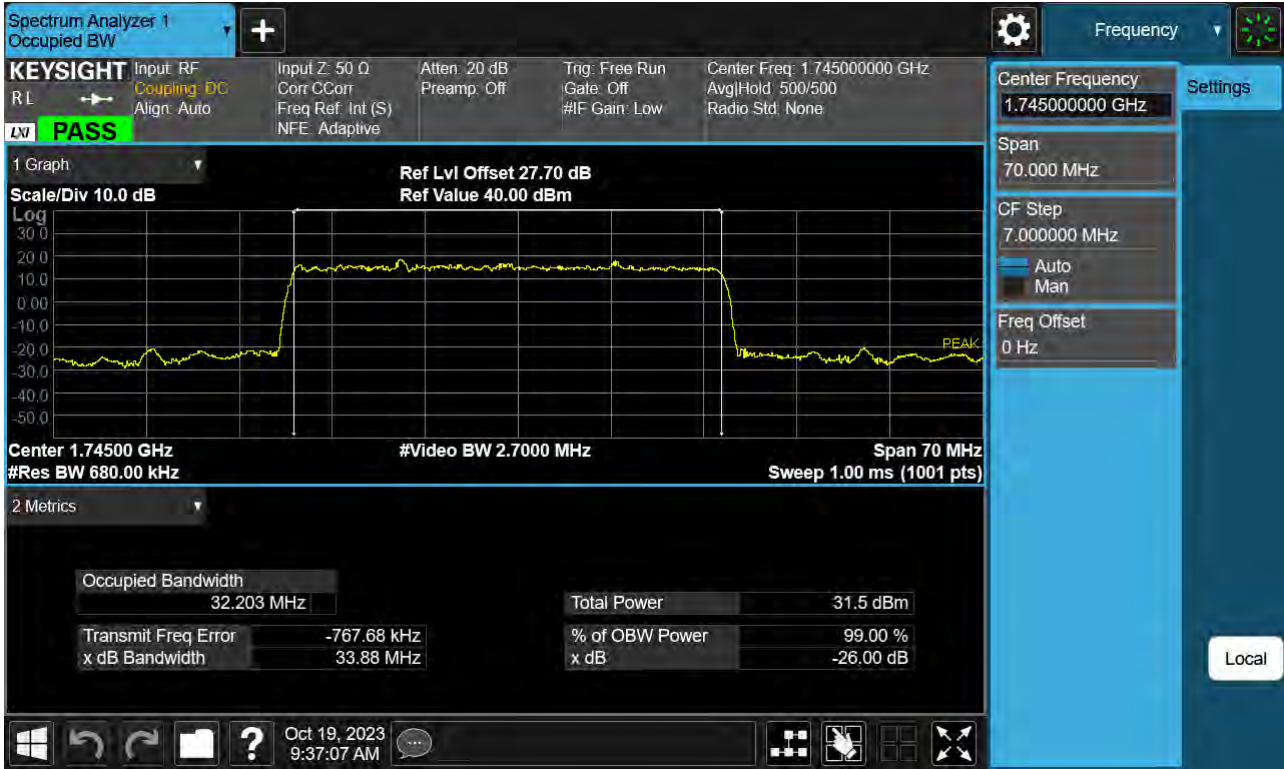 Spectrum Analyzer 1
Occupied BW
+
Frequency
KEYSIGHT
R L
LXI PASS
Input: RF
Coupling: DC
Align: Auto
Input Z: 50 Ω
Corr CCorr
Freq Ref: Int (S)
NFE: Adaptive
Atten: 20 dB
Preamp: Off
Trig: Free Run
Gate: Off
#IF Gain: Low
Center Freq: 1.745000000 GHz
Avg|Hold: 500/500
Radio Std: None
1 Graph
Scale/Div 10.0 dB
Ref Lvl Offset 27.70 dB
Ref Value 40.00 dBm
Log
30.0
20.0
10.0
0.00
-10.0
-20.0
-30.0
-40.0
-50.0
PEAK
Center 1.74500 GHz
#Video BW 2.7000 MHz
Span 70 MHz
#Res BW 680.00 kHz
Sweep 1.00 ms (1001 pts)
2 Metrics
Occupied Bandwidth
32.203 MHz
Total Power 31.5 dBm
Transmit Freq Error -767.68 kHz
% of OBW Power 99.00 %
x dB Bandwidth 33.88 MHz
x dB -26.00 dB
Center Frequency
1.745000000 GHz
Settings
Span
70.000 MHz
CF Step
7.000000 MHz
Auto
Man
Freq Offset
0 Hz
Local
?
Oct 19, 2023
9:37:07 AM